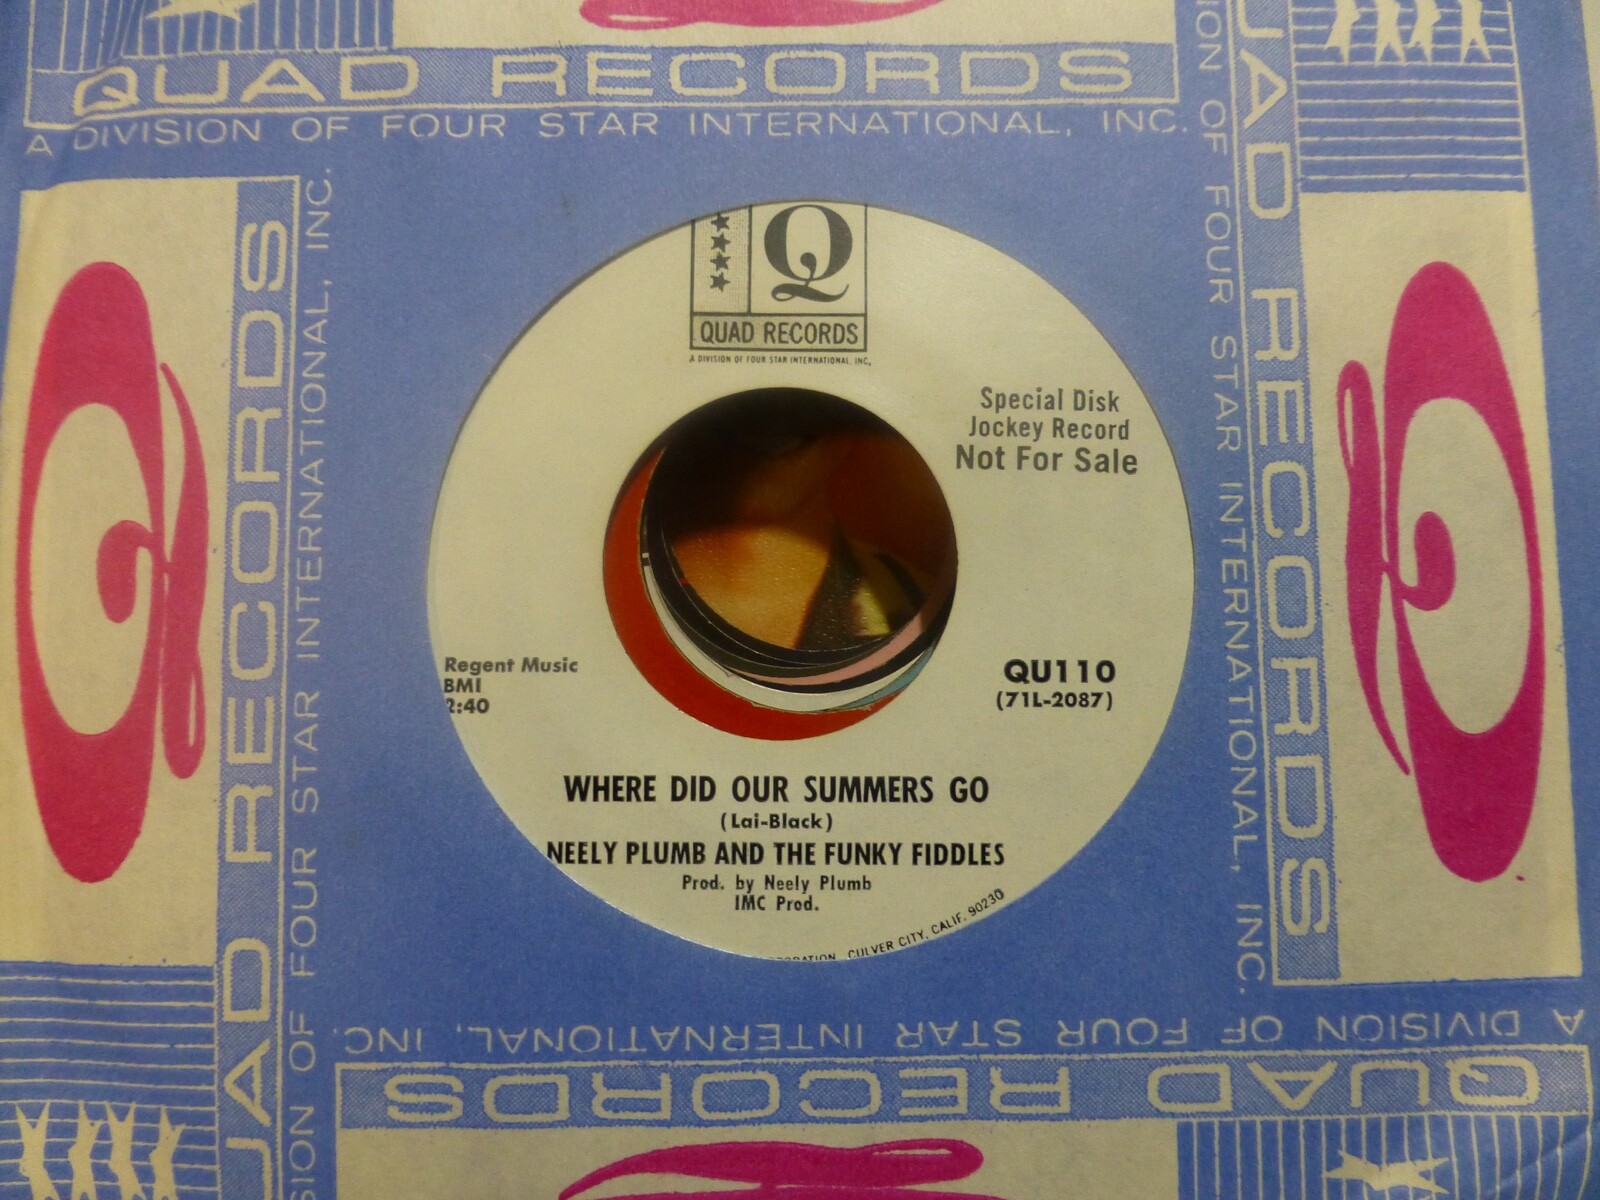 QUAD RECORDS
A DIVISION OF FOUR STAR INTERNATIONAL, INC.
QUAD RECORDS
A DIVISION OF FOUR STAR INTERNATIONAL, INC.
Special Disk
Jockey Record
Not For Sale
Regent Music
BMI
2:40
QU110
(71L-2087)
WHERE DID OUR SUMMERS GO
(Lai-Black)
NEELY PLUMB AND THE FUNKY FIDDLES
Prod. by Neely Plumb
IMC Prod.
CULVER CITY, CALIF. 90230
QUAD RECORDS
OF FOUR STAR INTERNATIONAL, INC.
QUAD RECORDS
OF FOUR STAR INTERNATIONAL, INC.
QUAD RECORDS
A DIVISION OF FOUR STAR INTERNATIONAL, INC.